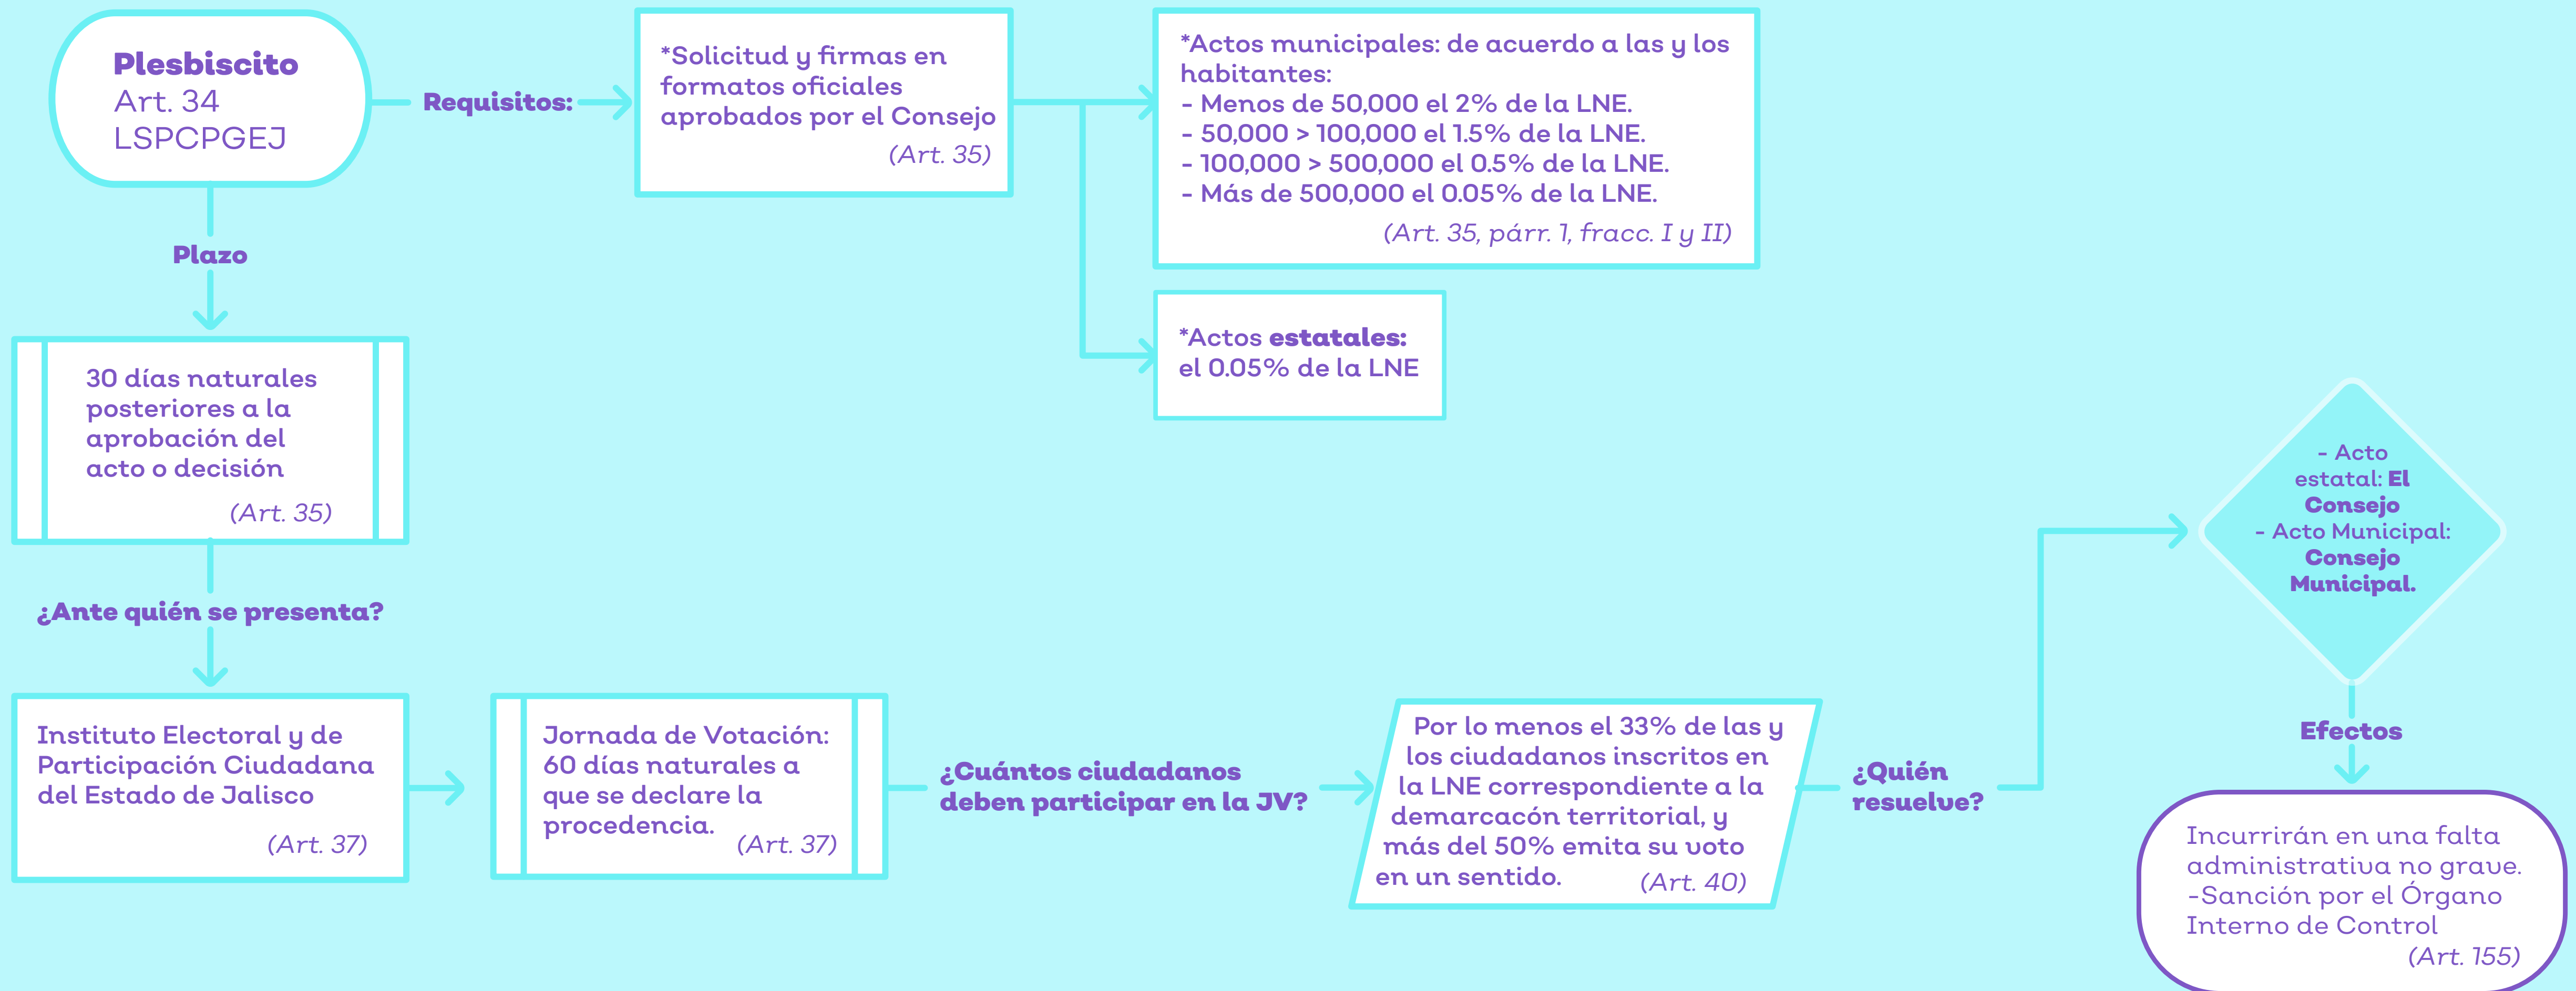 Plesbiscito
Art. 34
LSPCPGEJ
Requisitos:
*Solicitud y firmas en
formatos oficiales
aprobados por el Consejo
(Art. 35)
*Actos municipales: de acuerdo a las y los
habitantes:
- Menos de 50,000 el 2% de la LNE.
- 50,000 > 100,000 el 1.5% de la LNE.
- 100,000 > 500,000 el 0.5% de la LNE.
- Más de 500,000 el 0.05% de la LNE.
(Art. 35, párr. 1, fracc. I y II)
*Actos estatales:
el 0.05% de la LNE
Plazo
30 días naturales
posteriores a la
aprobación del
acto o decisión
(Art. 35)
¿Ante quién se presenta?
Instituto Electoral y de
Participación Ciudadana
del Estado de Jalisco
(Art. 37)
Jornada de Votación:
60 días naturales a
que se declare la
procedencia.
(Art. 37)
¿Cuántos ciudadanos
deben participar en la JV?
Por lo menos el 33% de las y
los ciudadanos inscritos en
la LNE correspondiente a la
demarcacón territorial, y
más del 50% emita su voto
en un sentido.
(Art. 40)
¿Quién
resuelve?
- Acto
estatal: El
Consejo
- Acto Municipal:
Consejo
Municipal.
Efectos
Incurrirán en una falta
administrativa no grave.
-Sanción por el Órgano
Interno de Control
(Art. 155)